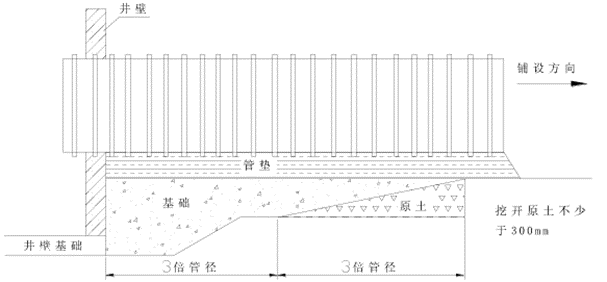 井壁
铺设方向
管垫
基础
原土
挖开原土不少
于300mm
井壁基础
3倍管径
3倍管径